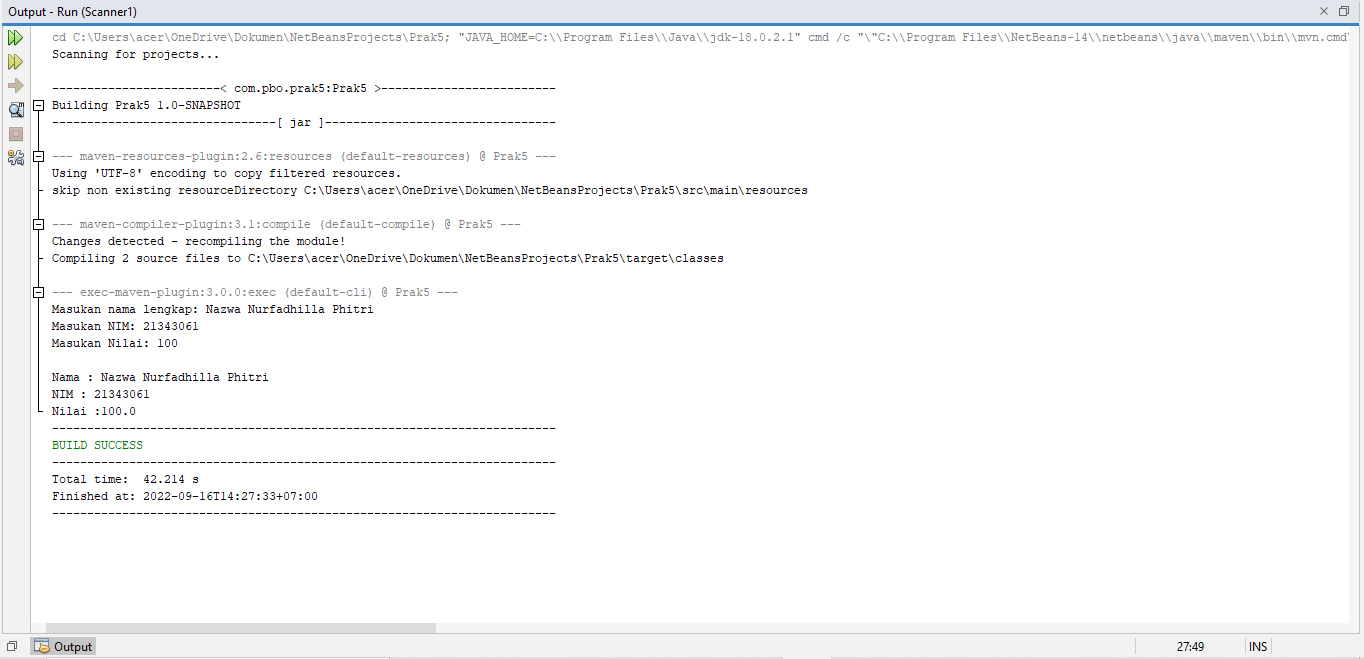 Output - Run (Scanner1)
cd C:\Users\acer\OneDrive\Dokumen\NetBeansProjects\Prak5; "JAVA_HOME=C:\\Program Files\\Java\\jdk-18.0.2.1" cmd /c "\"C:\\Program Files\\NetBeans-14\\netbeans\\java\\maven\\bin\\mvn.cmd\
Scanning for projects...
------------------------< com.pbo.prak5:Prak5 >-------------------------
Building Prak5 1.0-SNAPSHOT
--------------------------------[ jar ]---------------------------------
--- maven-resources-plugin:2.6:resources (default-resources) @ Prak5 ---
Using 'UTF-8' encoding to copy filtered resources.
skip non existing resourceDirectory C:\Users\acer\OneDrive\Dokumen\NetBeansProjects\Prak5\src\main\resources
--- maven-compiler-plugin:3.1:compile (default-compile) @ Prak5 ---
Changes detected - recompiling the module!
Compiling 2 source files to C:\Users\acer\OneDrive\Dokumen\NetBeansProjects\Prak5\target\classes
--- exec-maven-plugin:3.0.0:exec (default-cli) @ Prak5 ---
Masukan nama lengkap: Nazwa Nurfadhilla Phitri
Masukan NIM: 21343061
Masukan Nilai: 100
Nama : Nazwa Nurfadhilla Phitri
NIM : 21343061
Nilai :100.0
------------------------------------------------------------------------
BUILD SUCCESS
------------------------------------------------------------------------
Total time:  42.214 s
Finished at: 2022-09-16T14:27:33+07:00
------------------------------------------------------------------------
Output
27:49
INS